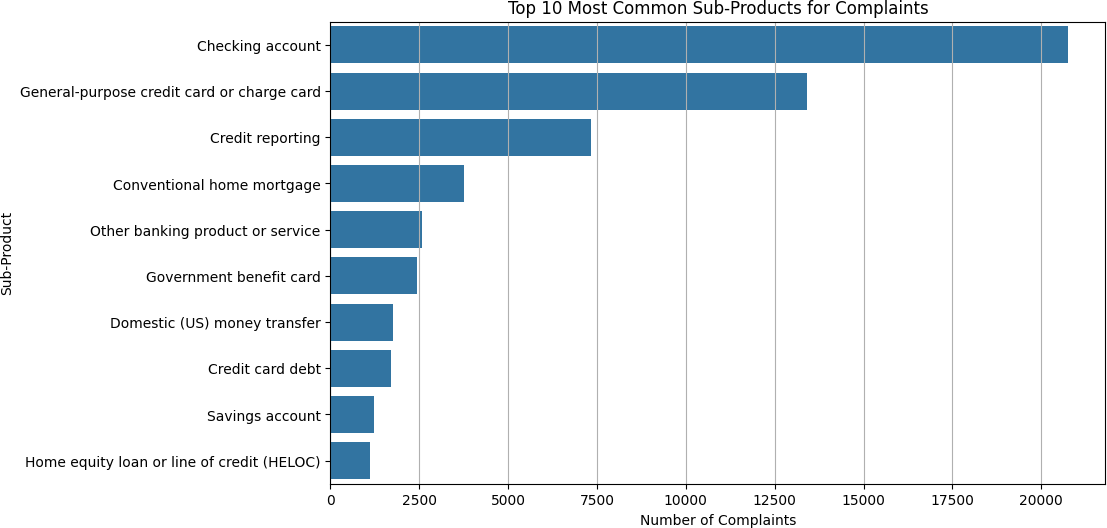 Top 10 Most Common Sub-Products for Complaints
Sub-Product
Checking account
General-purpose credit card or charge card
Credit reporting
Conventional home mortgage
Other banking product or service
Government benefit card
Domestic (US) money transfer
Credit card debt
Savings account
Home equity loan or line of credit (HELOC)
0 2500 5000 7500 10000 12500 15000 17500 20000
Number of Complaints